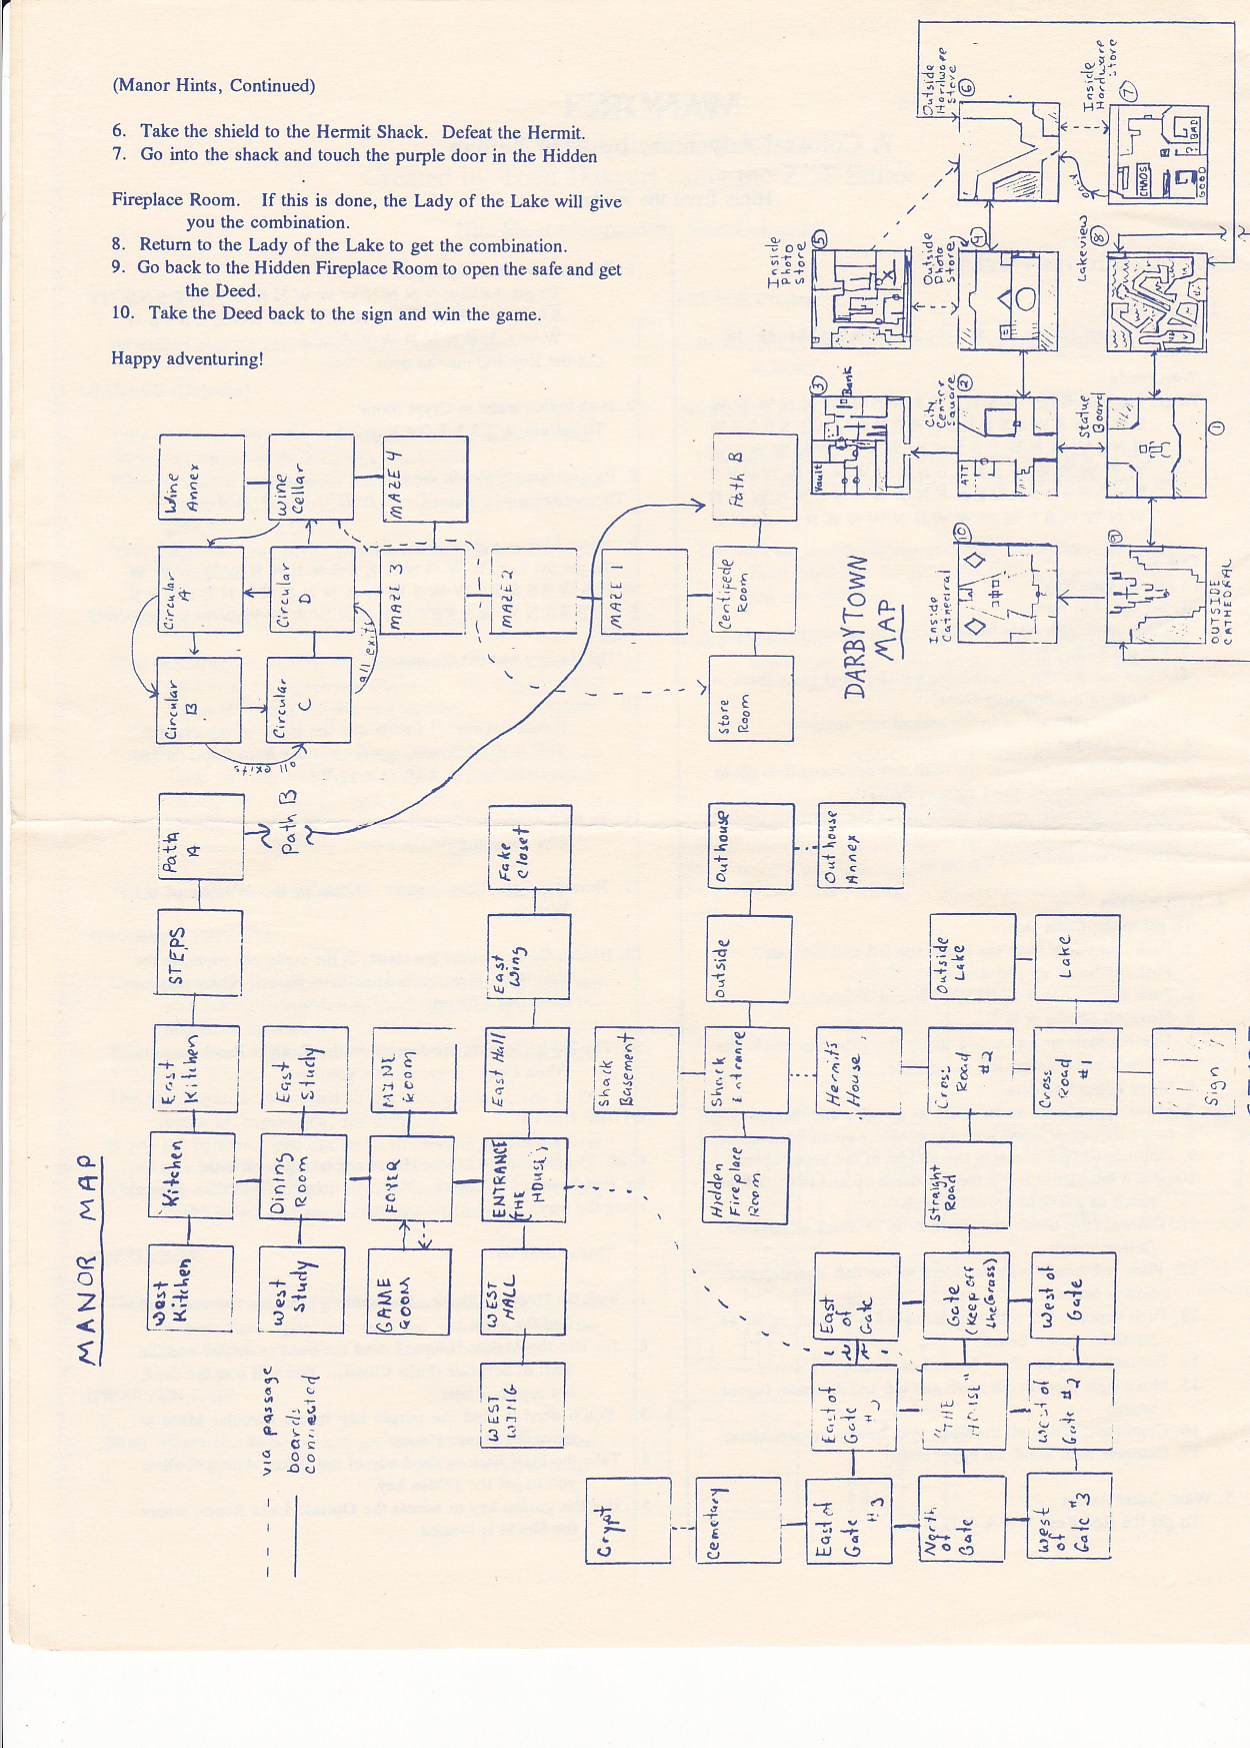 (Manor Hints, Continued)
6. Take the shield to the Hermit Shack. Defeat the Hermit.
7. Go into the shack and touch the purple door in the Hidden
Fireplace Room. If this is done, the Lady of the Lake will give
you the combination.
8. Return to the Lady of the Lake to get the combination.
9. Go back to the Hidden Fireplace Room to open the safe and get
the Deed.
10. Take the Deed back to the sign and win the game.
Happy adventuring!
MANOR MAP
via passage
boards
connected
West
Kitchen
Kitchen
East
Kitchen
STEPS
Path
A
Path B
West
Study
Dining
Room
East
Study
GAME
ROOM
FOYER
MINI
ROOM
WEST
WING
WEST
HALL
ENTRANCE
(THE
HOUSE)
East Hall
East
Wing
Fake
Closet
Circular
A
Circular
B
Circular
C
Circular
D
all exits
all exits
Wine
Annex
Wine
Cellar
MAZE 4
MAZE 3
MAZE 2
MAZE 1
Store
Room
Centipede
Room
Path B
Shack
Basement
Hidden
Fireplace
Room
Shack
Entrance
Outside
Outhouse
Outhouse
Annex
Hermits
House
Crypt
Cemetary
East of
Gate
#3
East of
Gate
East
of
Gate
North
of
Gate
"THE
HOUSE"
Gate
(Keep off
the Grass)
Straight
Road
Cross
Road
#2
Outside
Lake
West
of
Gate #3
West of
Gate #2
West of
Gate
Cross
Road
#1
Lake
Sign
DARBYTOWN
MAP
Inside
Cathedral
10
OUTSIDE
CATHEDRAL
9
Vault
Bank
3
City
Center
Square
2
ATT
Statue
Board
1
Inside
Photo
Store
5
Outside
Photo
Store
4
Lakeview
8
Outside
Hardware
Store
6
Inside
Hardware
Store
7
CHAOS
GOOD
BAD
only